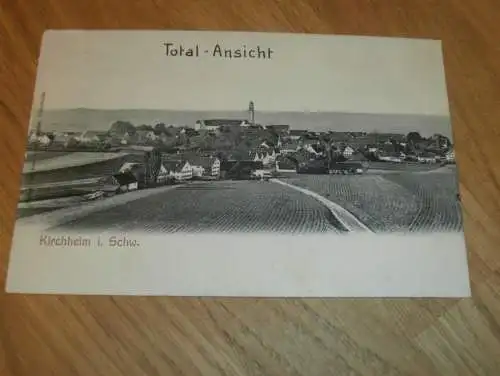 Total - Ansicht
Kirchheim i. Schw.